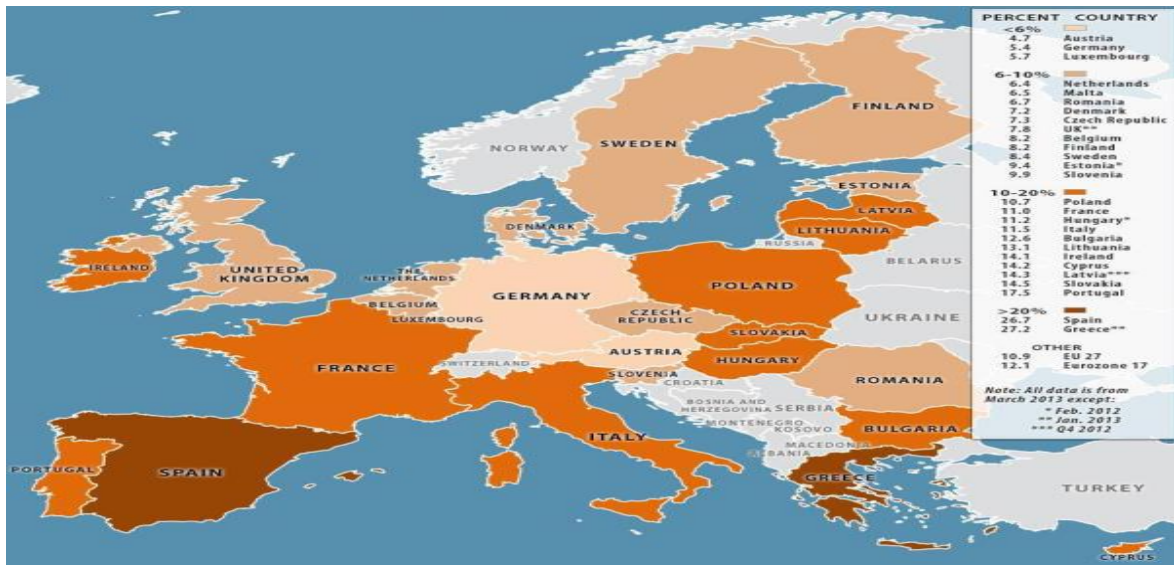 PERCENT COUNTRY
<6%
4.7 Austria
5.4 Germany
5.7 Luxembourg
6-10%
6.4 Netherlands
6.5 Malta
6.7 Romania
7.2 Denmark
7.3 Czech Republic
7.8 UK**
8.2 Belgium
8.2 Finland
8.4 Sweden
9.4 Estonia*
9.9 Slovenia
10-20%
10.7 Poland
11.0 France
11.2 Hungary*
11.5 Italy
12.6 Bulgaria
13.1 Lithuania
14.1 Ireland
14.2 Cyprus
14.3 Latvia***
14.5 Slovakia
17.5 Portugal
>20%
26.7 Spain
27.2 Greece**
OTHER
10.9 EU 27
12.1 Eurozone 17
Note: All data is from
March 2013 except:
* Feb. 2012
** Jan. 2013
*** Q4 2012
FINLAND
NORWAY
SWEDEN
ESTONIA
LATVIA
DENMARK
LITHUANIA
RUSSIA
BELARUS
IRELAND
UNITED
KINGDOM
THE
NETHERLANDS
POLAND
GERMANY
BELGIUM
LUXEMBOURG
CZECH
REPUBLIC
UKRAINE
SLOVAKIA
AUSTRIA
HUNGARY
FRANCE
SWITZERLAND
SLOVENIA
CROATIA
ROMANIA
BOSNIA AND
HERZEGOVINA
SERBIA
MONTENEGRO
KOSOVO
BULGARIA
ITALY
MACEDONIA
ALBANIA
PORTUGAL
SPAIN
GREECE
TURKEY
CYPRUS